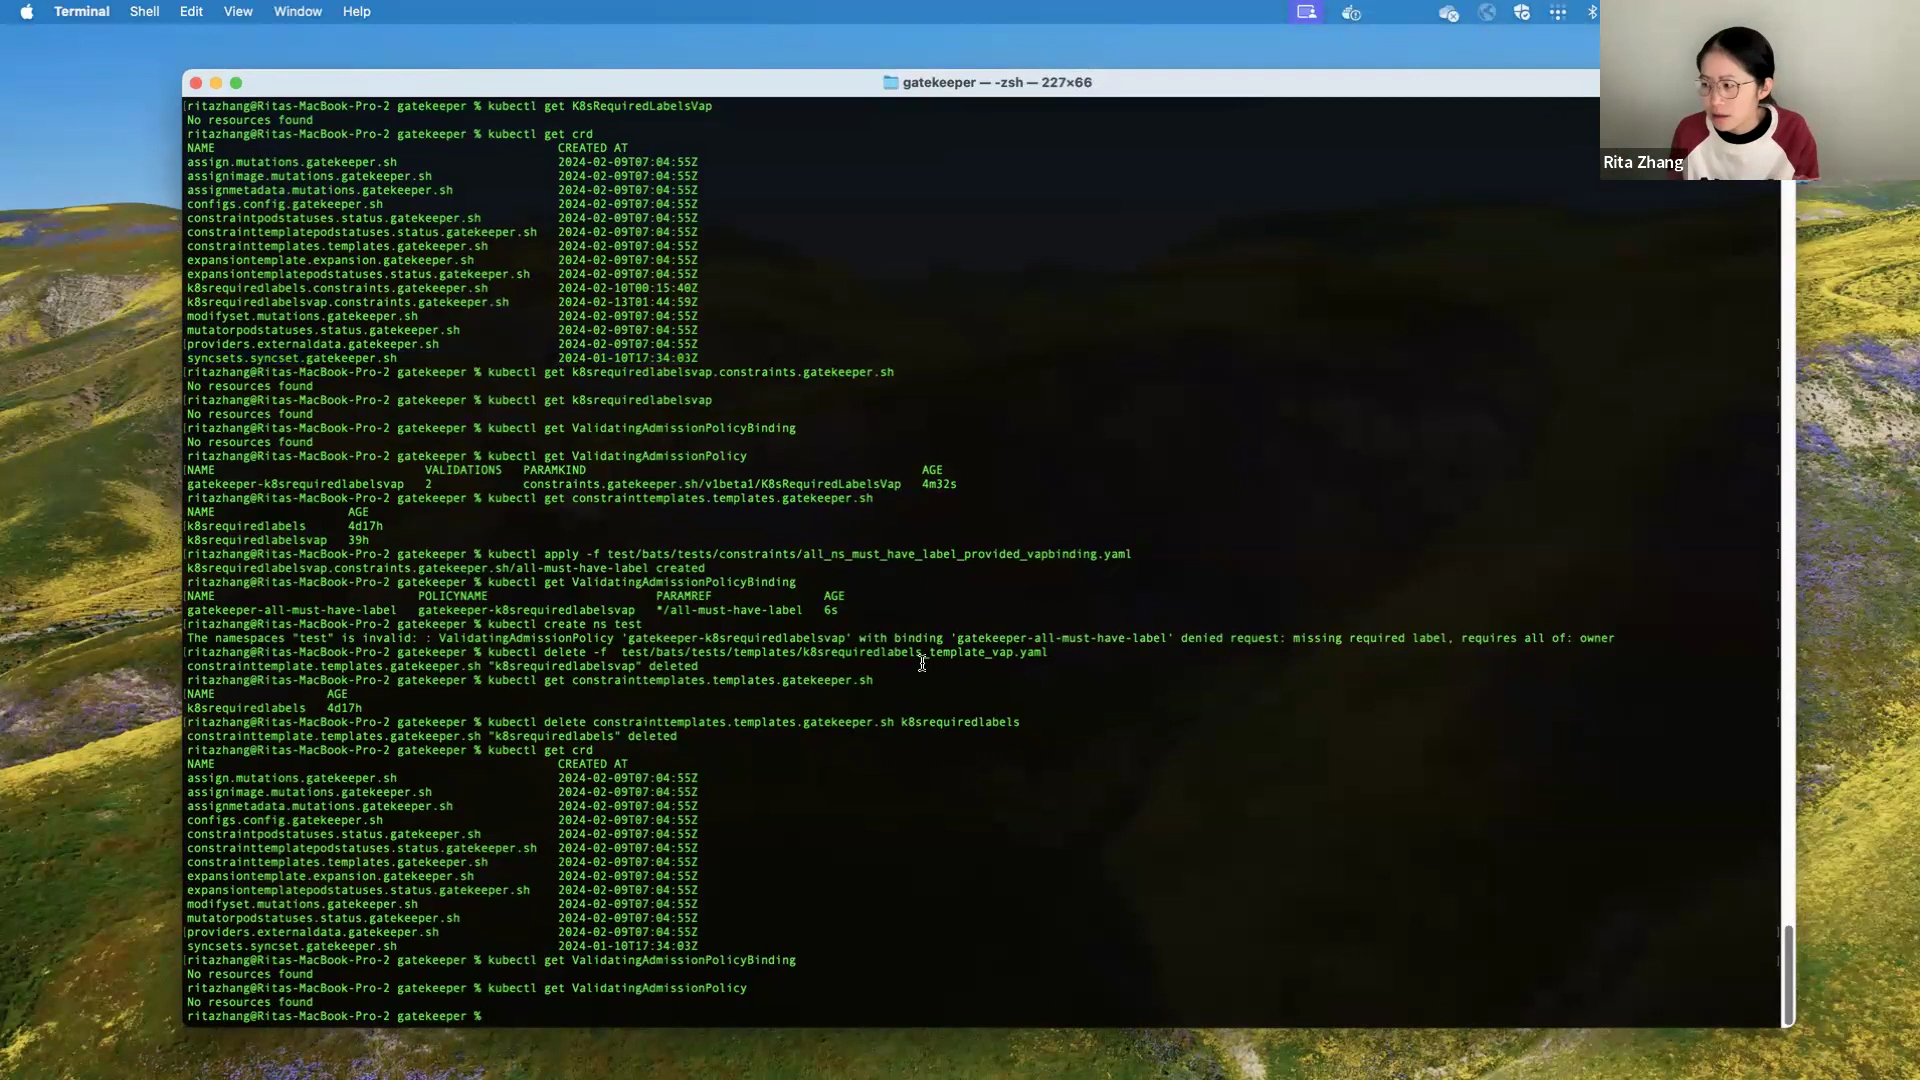 Terminal Shell Edit View Window Help
gatekeeper — -zsh — 227×66
Rita Zhang
ritazhang@Ritas-MacBook-Pro-2 gatekeeper % kubectl get K8sRequiredLabelsVap
No resources found
ritazhang@Ritas-MacBook-Pro-2 gatekeeper % kubectl get crd
NAME CREATED AT
assign.mutations.gatekeeper.sh 2024-02-09T07:04:55Z
assignimage.mutations.gatekeeper.sh 2024-02-09T07:04:55Z
assignmetadata.mutations.gatekeeper.sh 2024-02-09T07:04:55Z
configs.config.gatekeeper.sh 2024-02-09T07:04:55Z
constraintpodstatuses.status.gatekeeper.sh 2024-02-09T07:04:55Z
constrainttemplatepodstatuses.status.gatekeeper.sh 2024-02-09T07:04:55Z
constrainttemplates.templates.gatekeeper.sh 2024-02-09T07:04:55Z
expansiontemplate.expansion.gatekeeper.sh 2024-02-09T07:04:55Z
expansiontemplatepodstatuses.status.gatekeeper.sh 2024-02-09T07:04:55Z
k8srequiredlabels.constraints.gatekeeper.sh 2024-02-10T00:15:40Z
k8srequiredlabelsvap.constraints.gatekeeper.sh 2024-02-13T01:44:59Z
modifyset.mutations.gatekeeper.sh 2024-02-09T07:04:55Z
mutatorpodstatuses.status.gatekeeper.sh 2024-02-09T07:04:55Z
providers.externaldata.gatekeeper.sh 2024-02-09T07:04:55Z
syncsets.syncset.gatekeeper.sh 2024-01-10T17:34:03Z
ritazhang@Ritas-MacBook-Pro-2 gatekeeper % kubectl get k8srequiredlabelsvap.constraints.gatekeeper.sh
No resources found
ritazhang@Ritas-MacBook-Pro-2 gatekeeper % kubectl get k8srequiredlabelsvap
No resources found
ritazhang@Ritas-MacBook-Pro-2 gatekeeper % kubectl get ValidatingAdmissionPolicyBinding
No resources found
ritazhang@Ritas-MacBook-Pro-2 gatekeeper % kubectl get ValidatingAdmissionPolicy
NAME VALIDATIONS PARAMKIND AGE
gatekeeper-k8srequiredlabelsvap 2 constraints.gatekeeper.sh/v1beta1/K8sRequiredLabelsVap 4m32s
ritazhang@Ritas-MacBook-Pro-2 gatekeeper % kubectl get constrainttemplates.templates.gatekeeper.sh
NAME AGE
k8srequiredlabels 4d17h
k8srequiredlabelsvap 39h
ritazhang@Ritas-MacBook-Pro-2 gatekeeper % kubectl apply -f test/bats/tests/constraints/all_ns_must_have_label_provided_vapbinding.yaml
k8srequiredlabelsvap.constraints.gatekeeper.sh/all-must-have-label created
ritazhang@Ritas-MacBook-Pro-2 gatekeeper % kubectl get ValidatingAdmissionPolicyBinding
NAME POLICYNAME PARAMREF AGE
gatekeeper-all-must-have-label gatekeeper-k8srequiredlabelsvap */all-must-have-label 6s
ritazhang@Ritas-MacBook-Pro-2 gatekeeper % kubectl create ns test
The namespaces "test" is invalid: : ValidatingAdmissionPolicy 'gatekeeper-k8srequiredlabelsvap' with binding 'gatekeeper-all-must-have-label' denied request: missing required label, requires all of: owner
ritazhang@Ritas-MacBook-Pro-2 gatekeeper % kubectl delete -f test/bats/tests/templates/k8srequiredlabels_template_vap.yaml
constrainttemplate.templates.gatekeeper.sh "k8srequiredlabelsvap" deleted
ritazhang@Ritas-MacBook-Pro-2 gatekeeper % kubectl get constrainttemplates.templates.gatekeeper.sh
NAME AGE
k8srequiredlabels 4d17h
ritazhang@Ritas-MacBook-Pro-2 gatekeeper % kubectl delete constrainttemplates.templates.gatekeeper.sh k8srequiredlabels
constrainttemplate.templates.gatekeeper.sh "k8srequiredlabels" deleted
ritazhang@Ritas-MacBook-Pro-2 gatekeeper % kubectl get crd
NAME CREATED AT
assign.mutations.gatekeeper.sh 2024-02-09T07:04:55Z
assignimage.mutations.gatekeeper.sh 2024-02-09T07:04:55Z
assignmetadata.mutations.gatekeeper.sh 2024-02-09T07:04:55Z
configs.config.gatekeeper.sh 2024-02-09T07:04:55Z
constraintpodstatuses.status.gatekeeper.sh 2024-02-09T07:04:55Z
constrainttemplatepodstatuses.status.gatekeeper.sh 2024-02-09T07:04:55Z
constrainttemplates.templates.gatekeeper.sh 2024-02-09T07:04:55Z
expansiontemplate.expansion.gatekeeper.sh 2024-02-09T07:04:55Z
expansiontemplatepodstatuses.status.gatekeeper.sh 2024-02-09T07:04:55Z
modifyset.mutations.gatekeeper.sh 2024-02-09T07:04:55Z
mutatorpodstatuses.status.gatekeeper.sh 2024-02-09T07:04:55Z
providers.externaldata.gatekeeper.sh 2024-02-09T07:04:55Z
syncsets.syncset.gatekeeper.sh 2024-01-10T17:34:03Z
ritazhang@Ritas-MacBook-Pro-2 gatekeeper % kubectl get ValidatingAdmissionPolicyBinding
No resources found
ritazhang@Ritas-MacBook-Pro-2 gatekeeper % kubectl get ValidatingAdmissionPolicy
No resources found
ritazhang@Ritas-MacBook-Pro-2 gatekeeper %